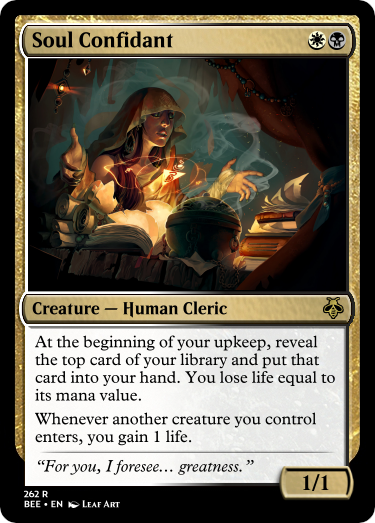 Soul Confidant
Creature — Human Cleric
At the beginning of your upkeep, reveal
the top card of your library and put that
card into your hand. You lose life equal to
its mana value.
Whenever another creature you control
enters, you gain 1 life.
“For you, I foresee… greatness.”
1/1
262 R
BEE • EN Leaf Art